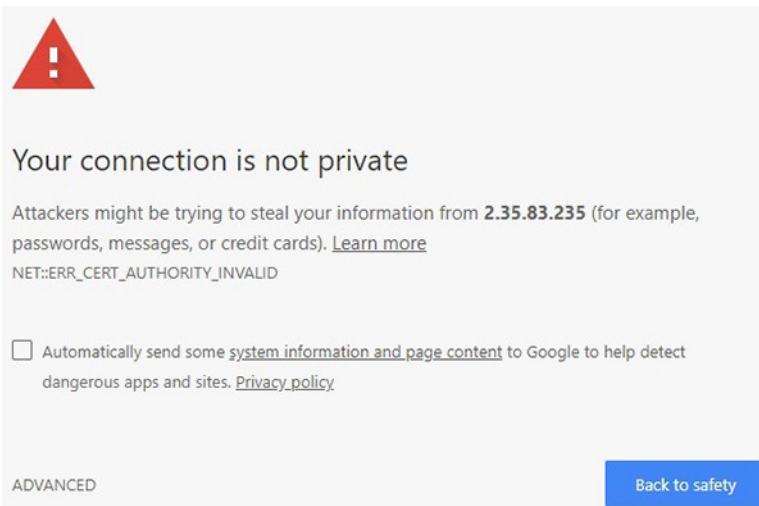 Your connection is not private
Attackers might be trying to steal your information from 2.35.83.235 (for example,
passwords, messages, or credit cards). Learn more
NET::ERR_CERT_AUTHORITY_INVALID
Automatically send some system information and page content to Google to help detect
dangerous apps and sites. Privacy policy
ADVANCED
Back to safety